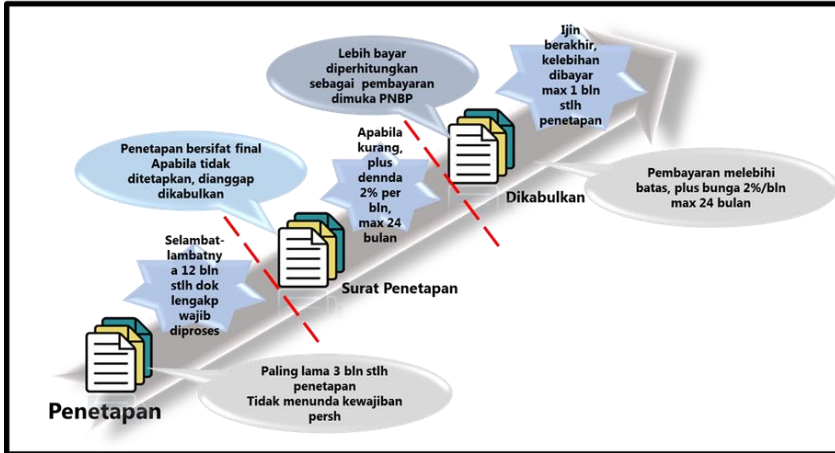 Ijin
berakhir,
kelebihan
dibayar
max 1 bln
stlh
penetapan
Lebih bayar
diperhitungkan
sebagai pembayaran
dimuka PNBP
Penetapan bersifat final
Apabila tidak
ditetapkan, dianggap
dikabulkan
Apabila
kurang,
plus
dennda
2% per
bln,
max 24
bulan
Dikabulkan
Pembayaran melebihi
batas, plus bunga 2%/bln
max 24 bulan
Selambat-
lambatny
a 12 bln
stlh dok
lengakp
wajib
diproses
Surat Penetapan
Penetapan
Paling lama 3 bln stlh
penetapan
Tidak menunda kewajiban
persh